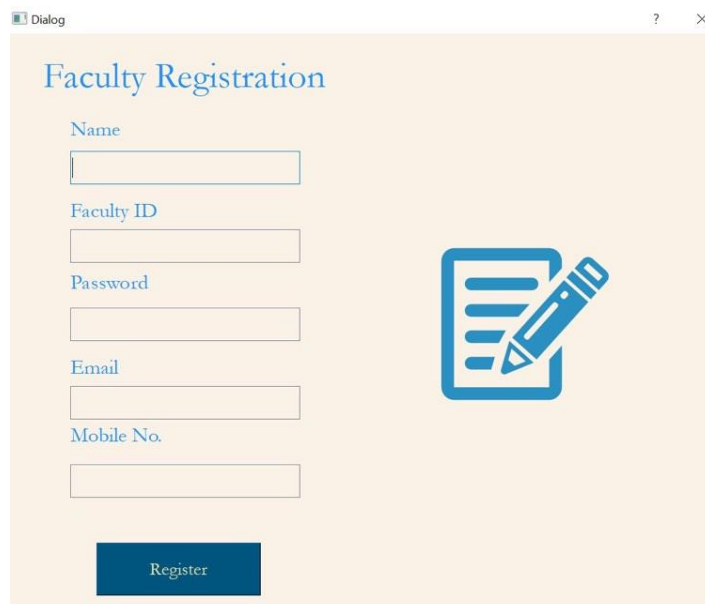 Dialog
?
Faculty Registration
Name
Faculty ID
Password
Email
Mobile No.
Register